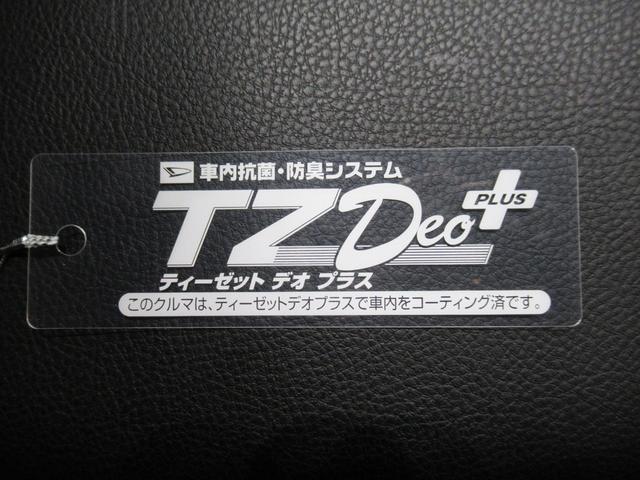 車内抗菌・防臭システム
TZDeo PLUS
ティーゼット デオ プラス
このクルマは、ティーゼットデオプラスで車内をコーティング済です。